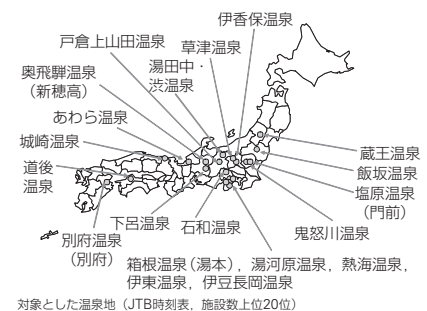 伊香保温泉
戸倉上山田温泉
草津温泉
湯田中・
渋温泉
奥飛騨温泉
（新穂高）
あわら温泉
城崎温泉
道後
温泉
蔵王温泉
飯坂温泉
塩原温泉
（門前）
鬼怒川温泉
下呂温泉
石和温泉
別府温泉
（別府）
箱根温泉（湯本），湯河原温泉，熱海温泉，
伊東温泉，伊豆長岡温泉
対象とした温泉地（JTB時刻表，施設数上位20位）